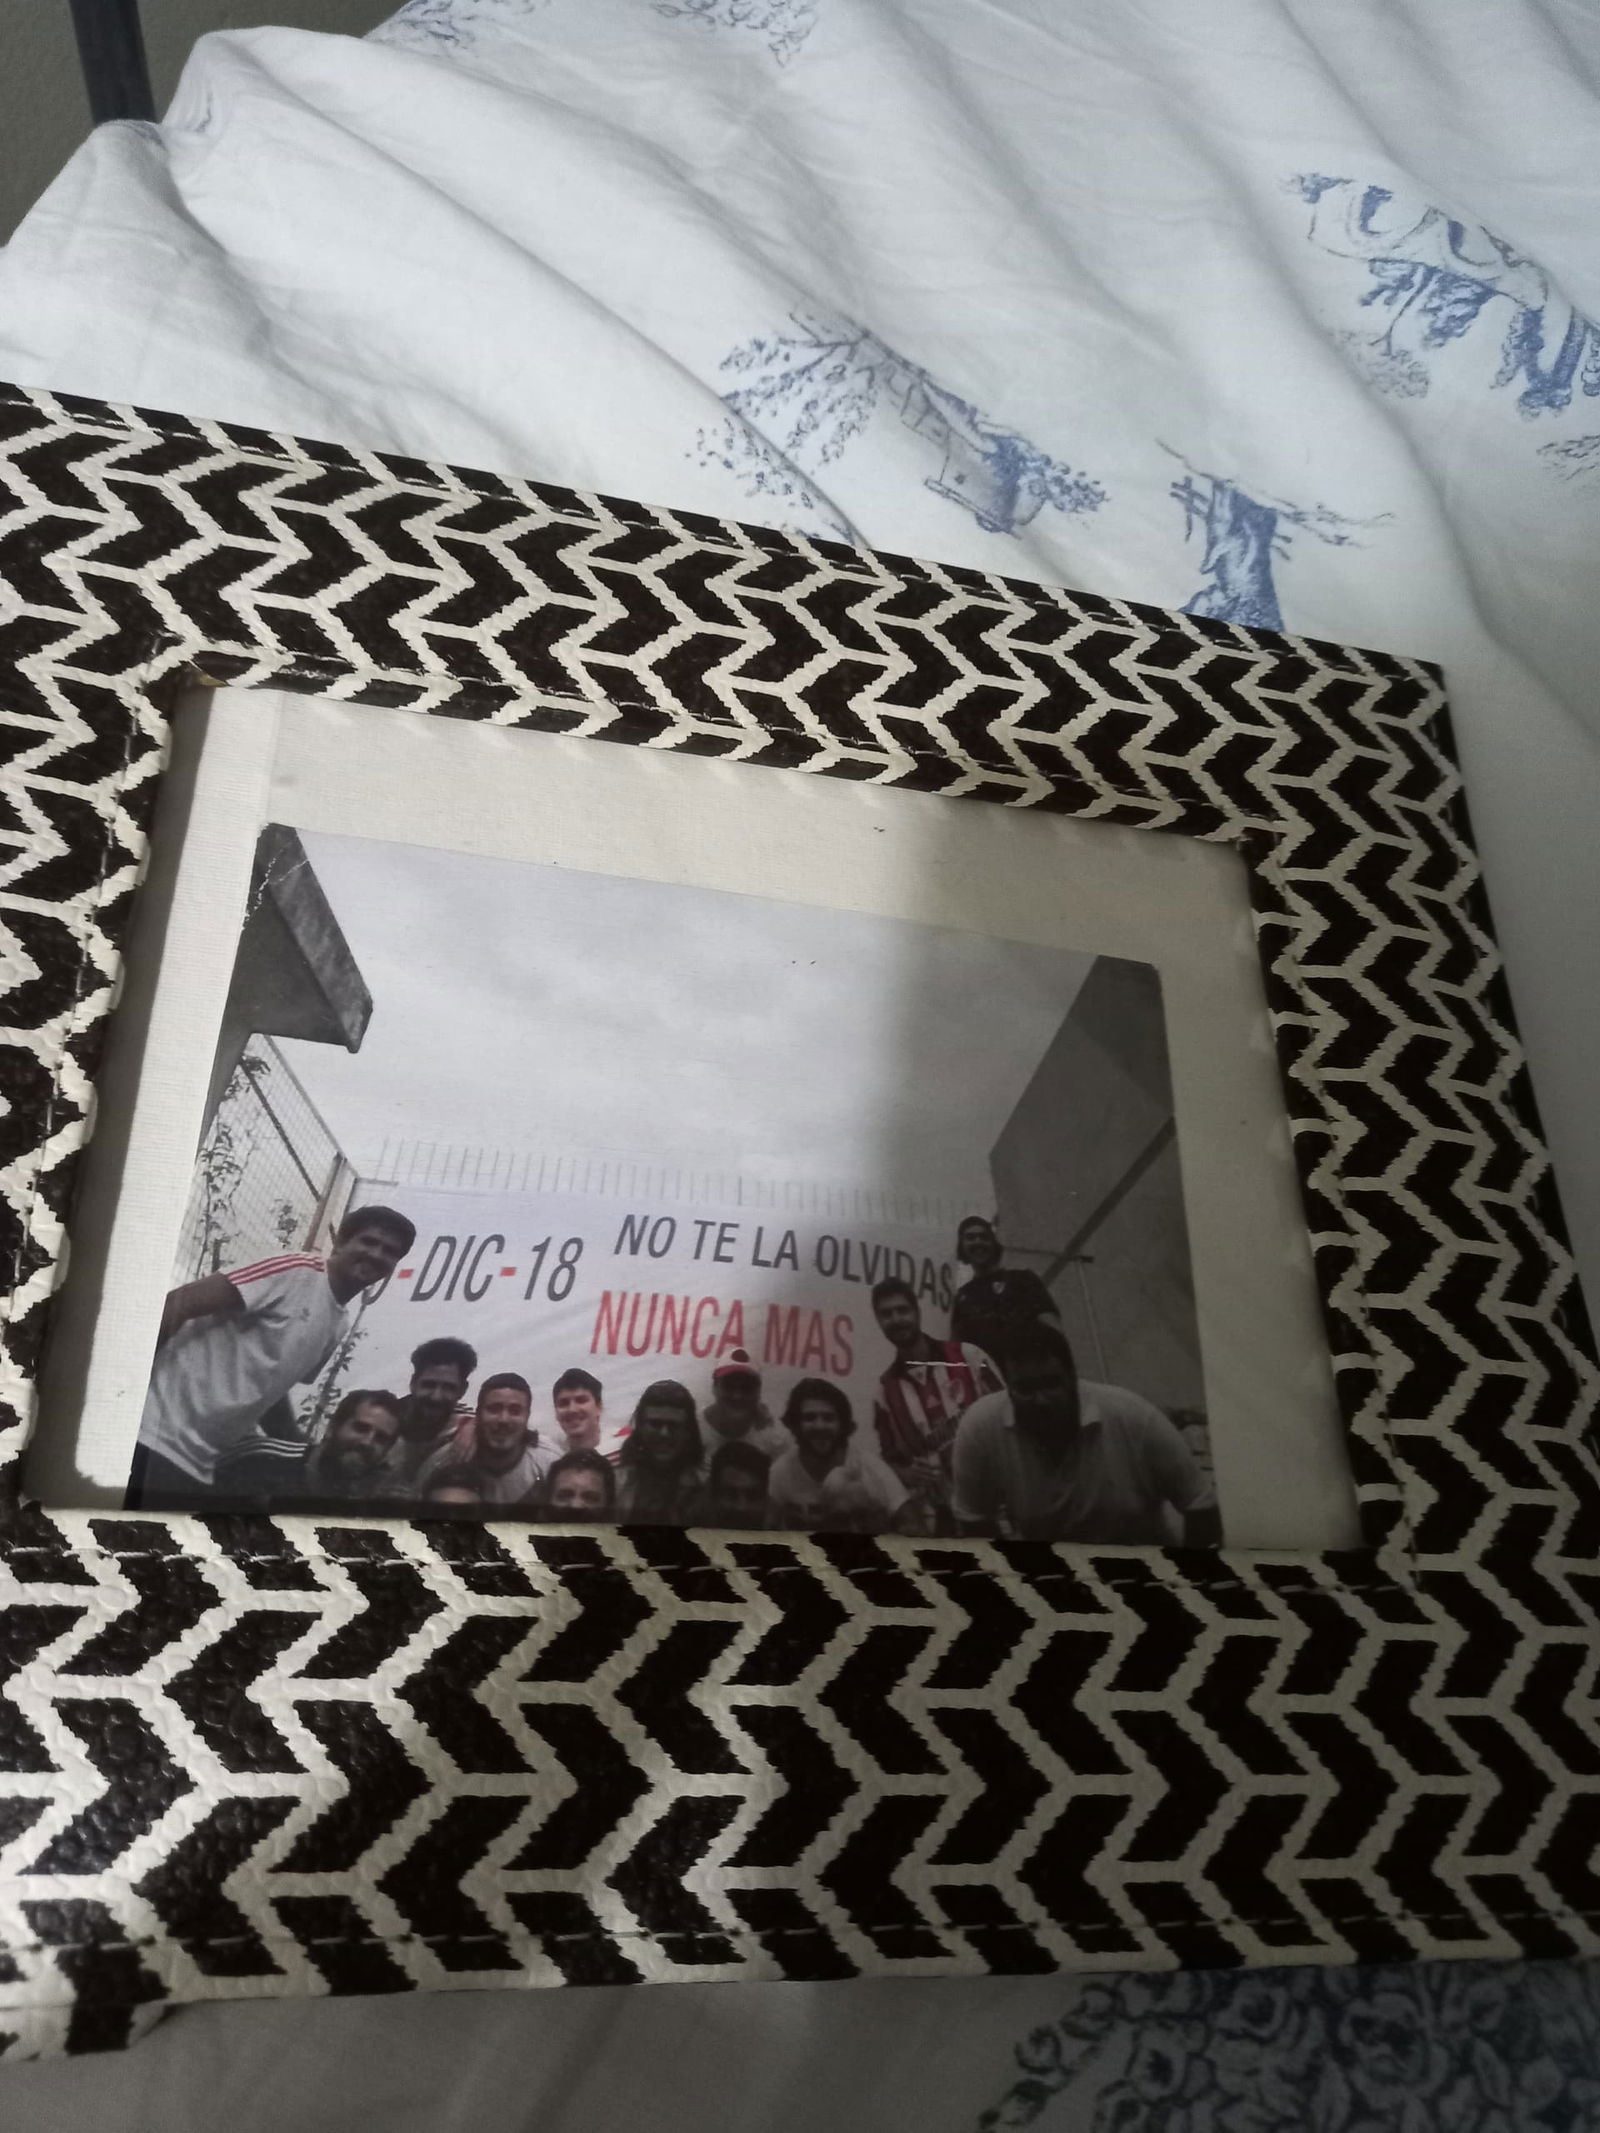 -DIC-18
NO TE LA OLVIDAS
NUNCA MAS